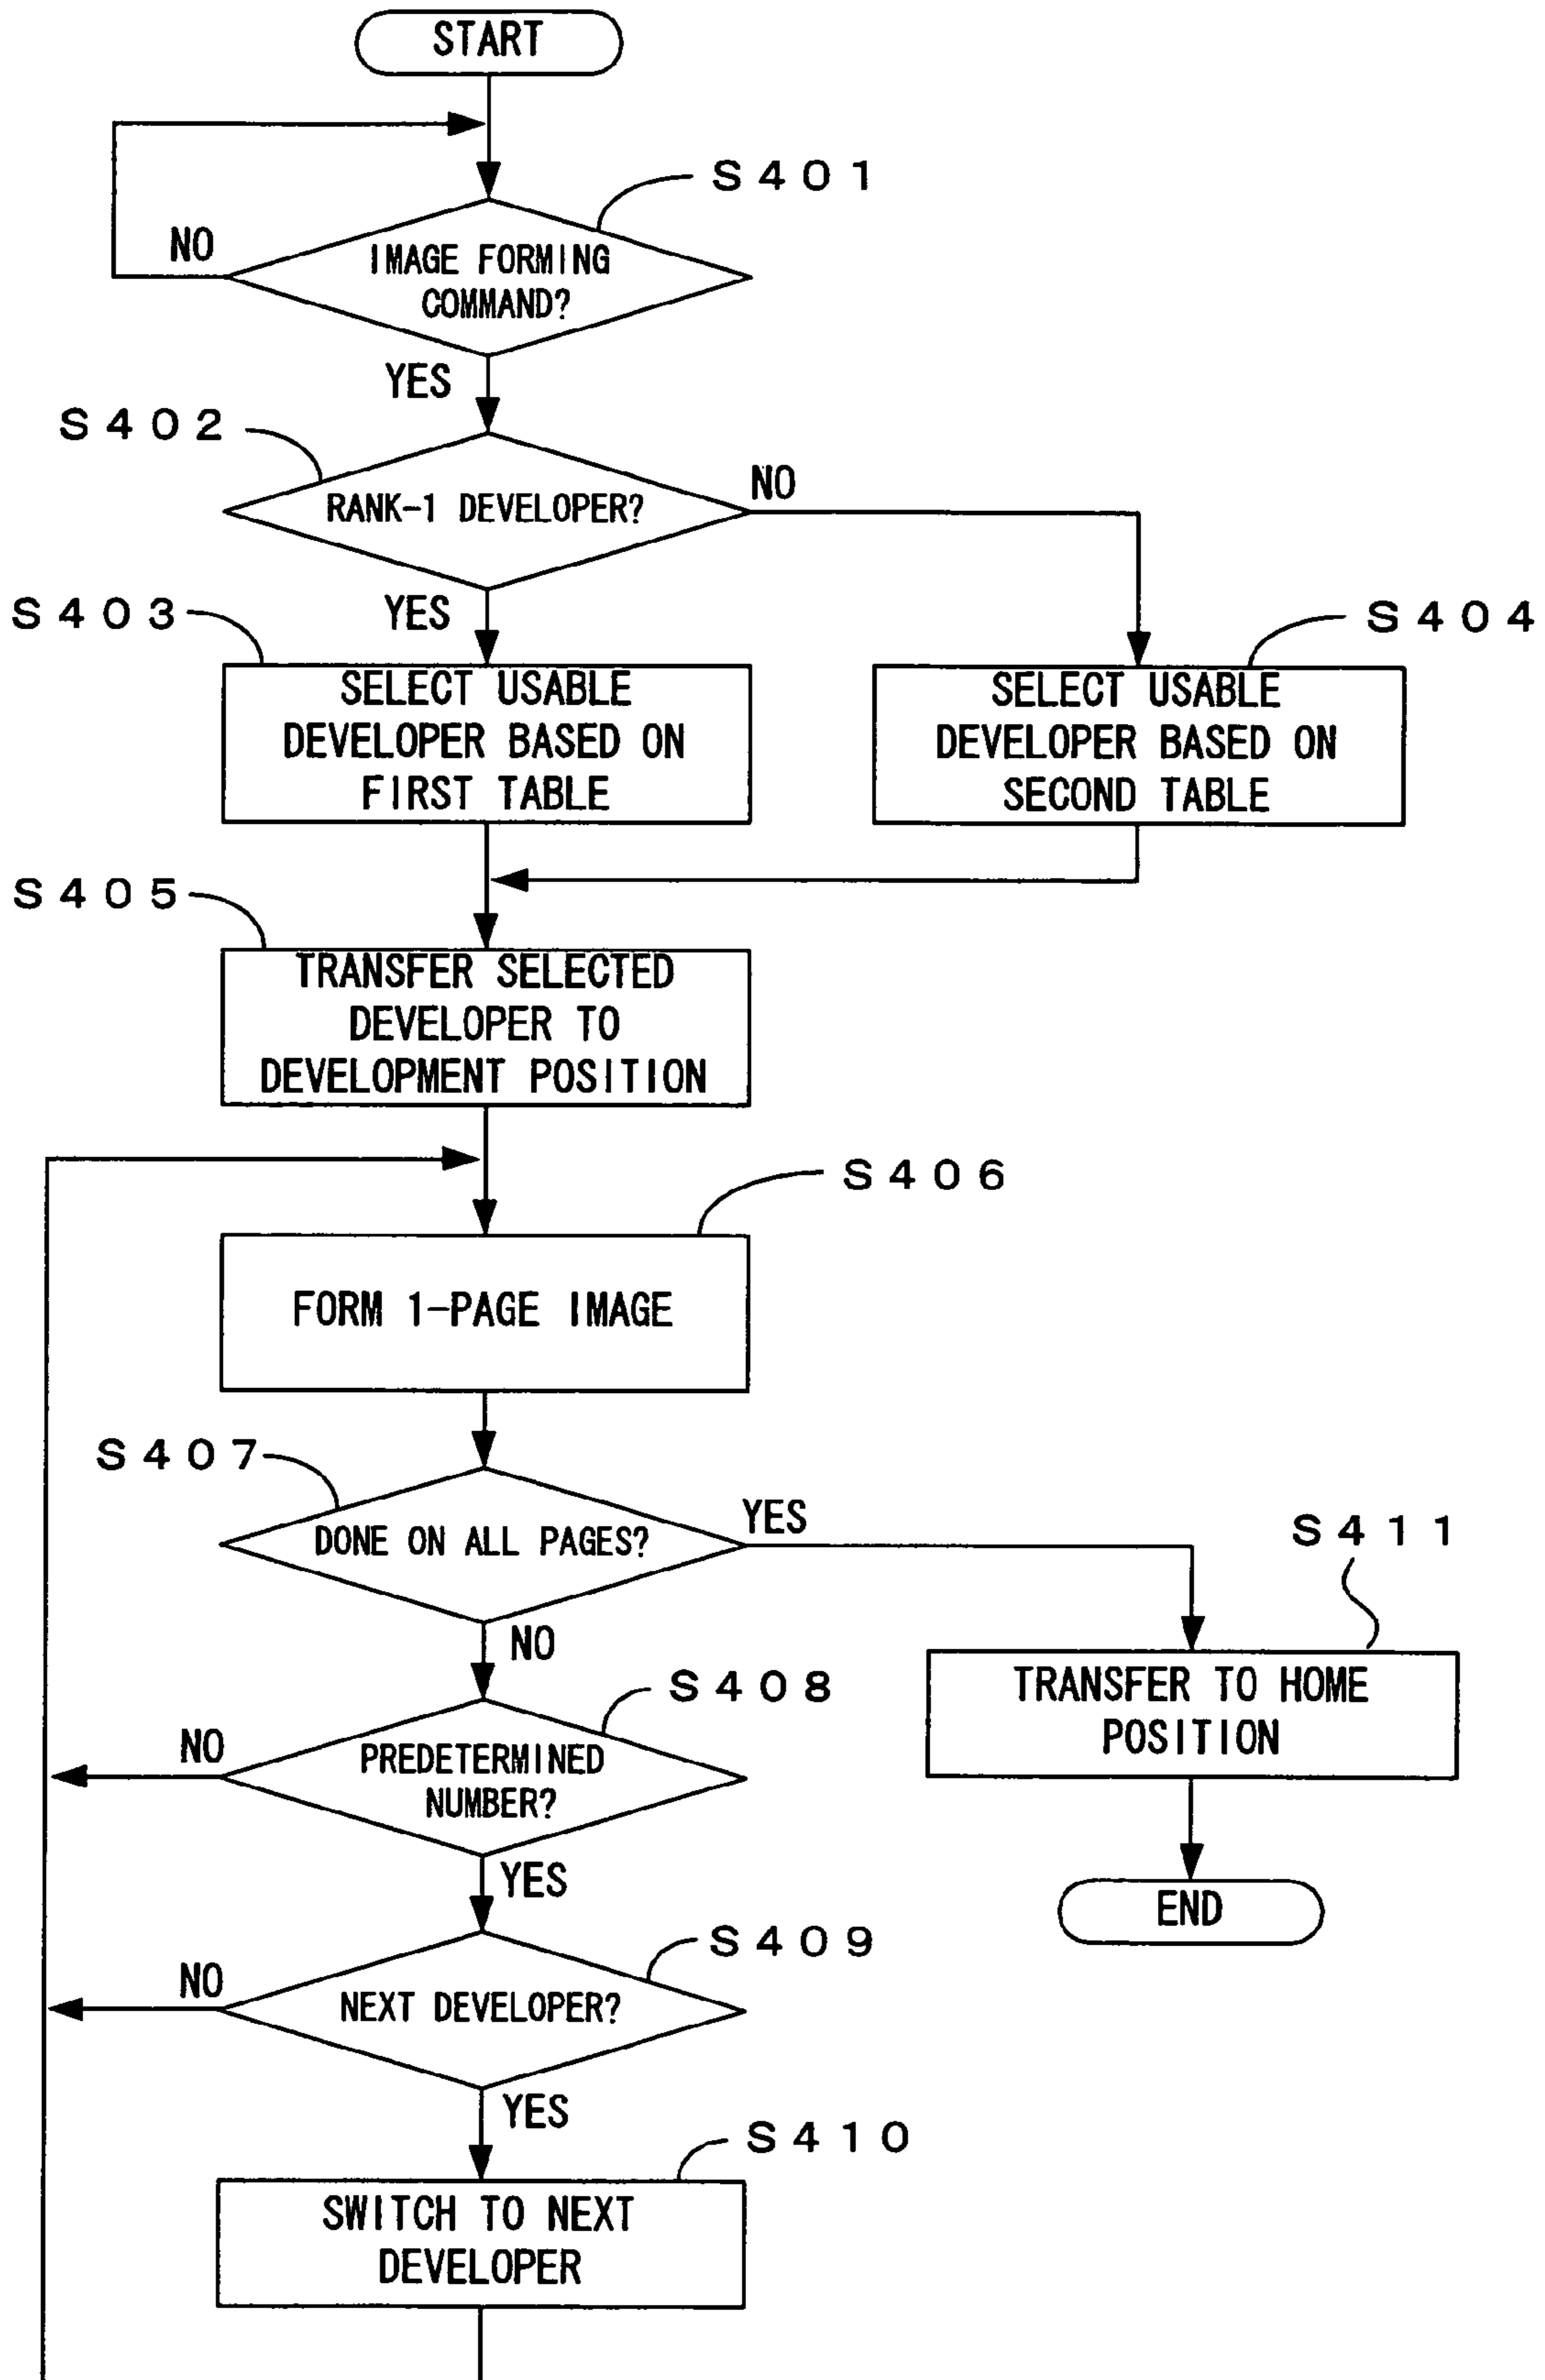 START
S401
NO
IMAGE FORMING
COMMAND?
YES
S402
NO
RANK-1 DEVELOPER?
S403
YES
S404
SELECT USABLE
DEVELOPER BASED ON
FIRST TABLE
SELECT USABLE
DEVELOPER BASED ON
SECOND TABLE
S405
TRANSFER SELECTED
DEVELOPER TO
DEVELOPMENT POSITION
S406
FORM 1-PAGE IMAGE
S407
YES
DONE ON ALL PAGES?
S411
NO
TRANSFER TO HOME
POSITION
S408
NO
PREDETERMINED
NUMBER?
YES
END
S409
NO
NEXT DEVELOPER?
YES
S410
SWITCH TO NEXT
DEVELOPER